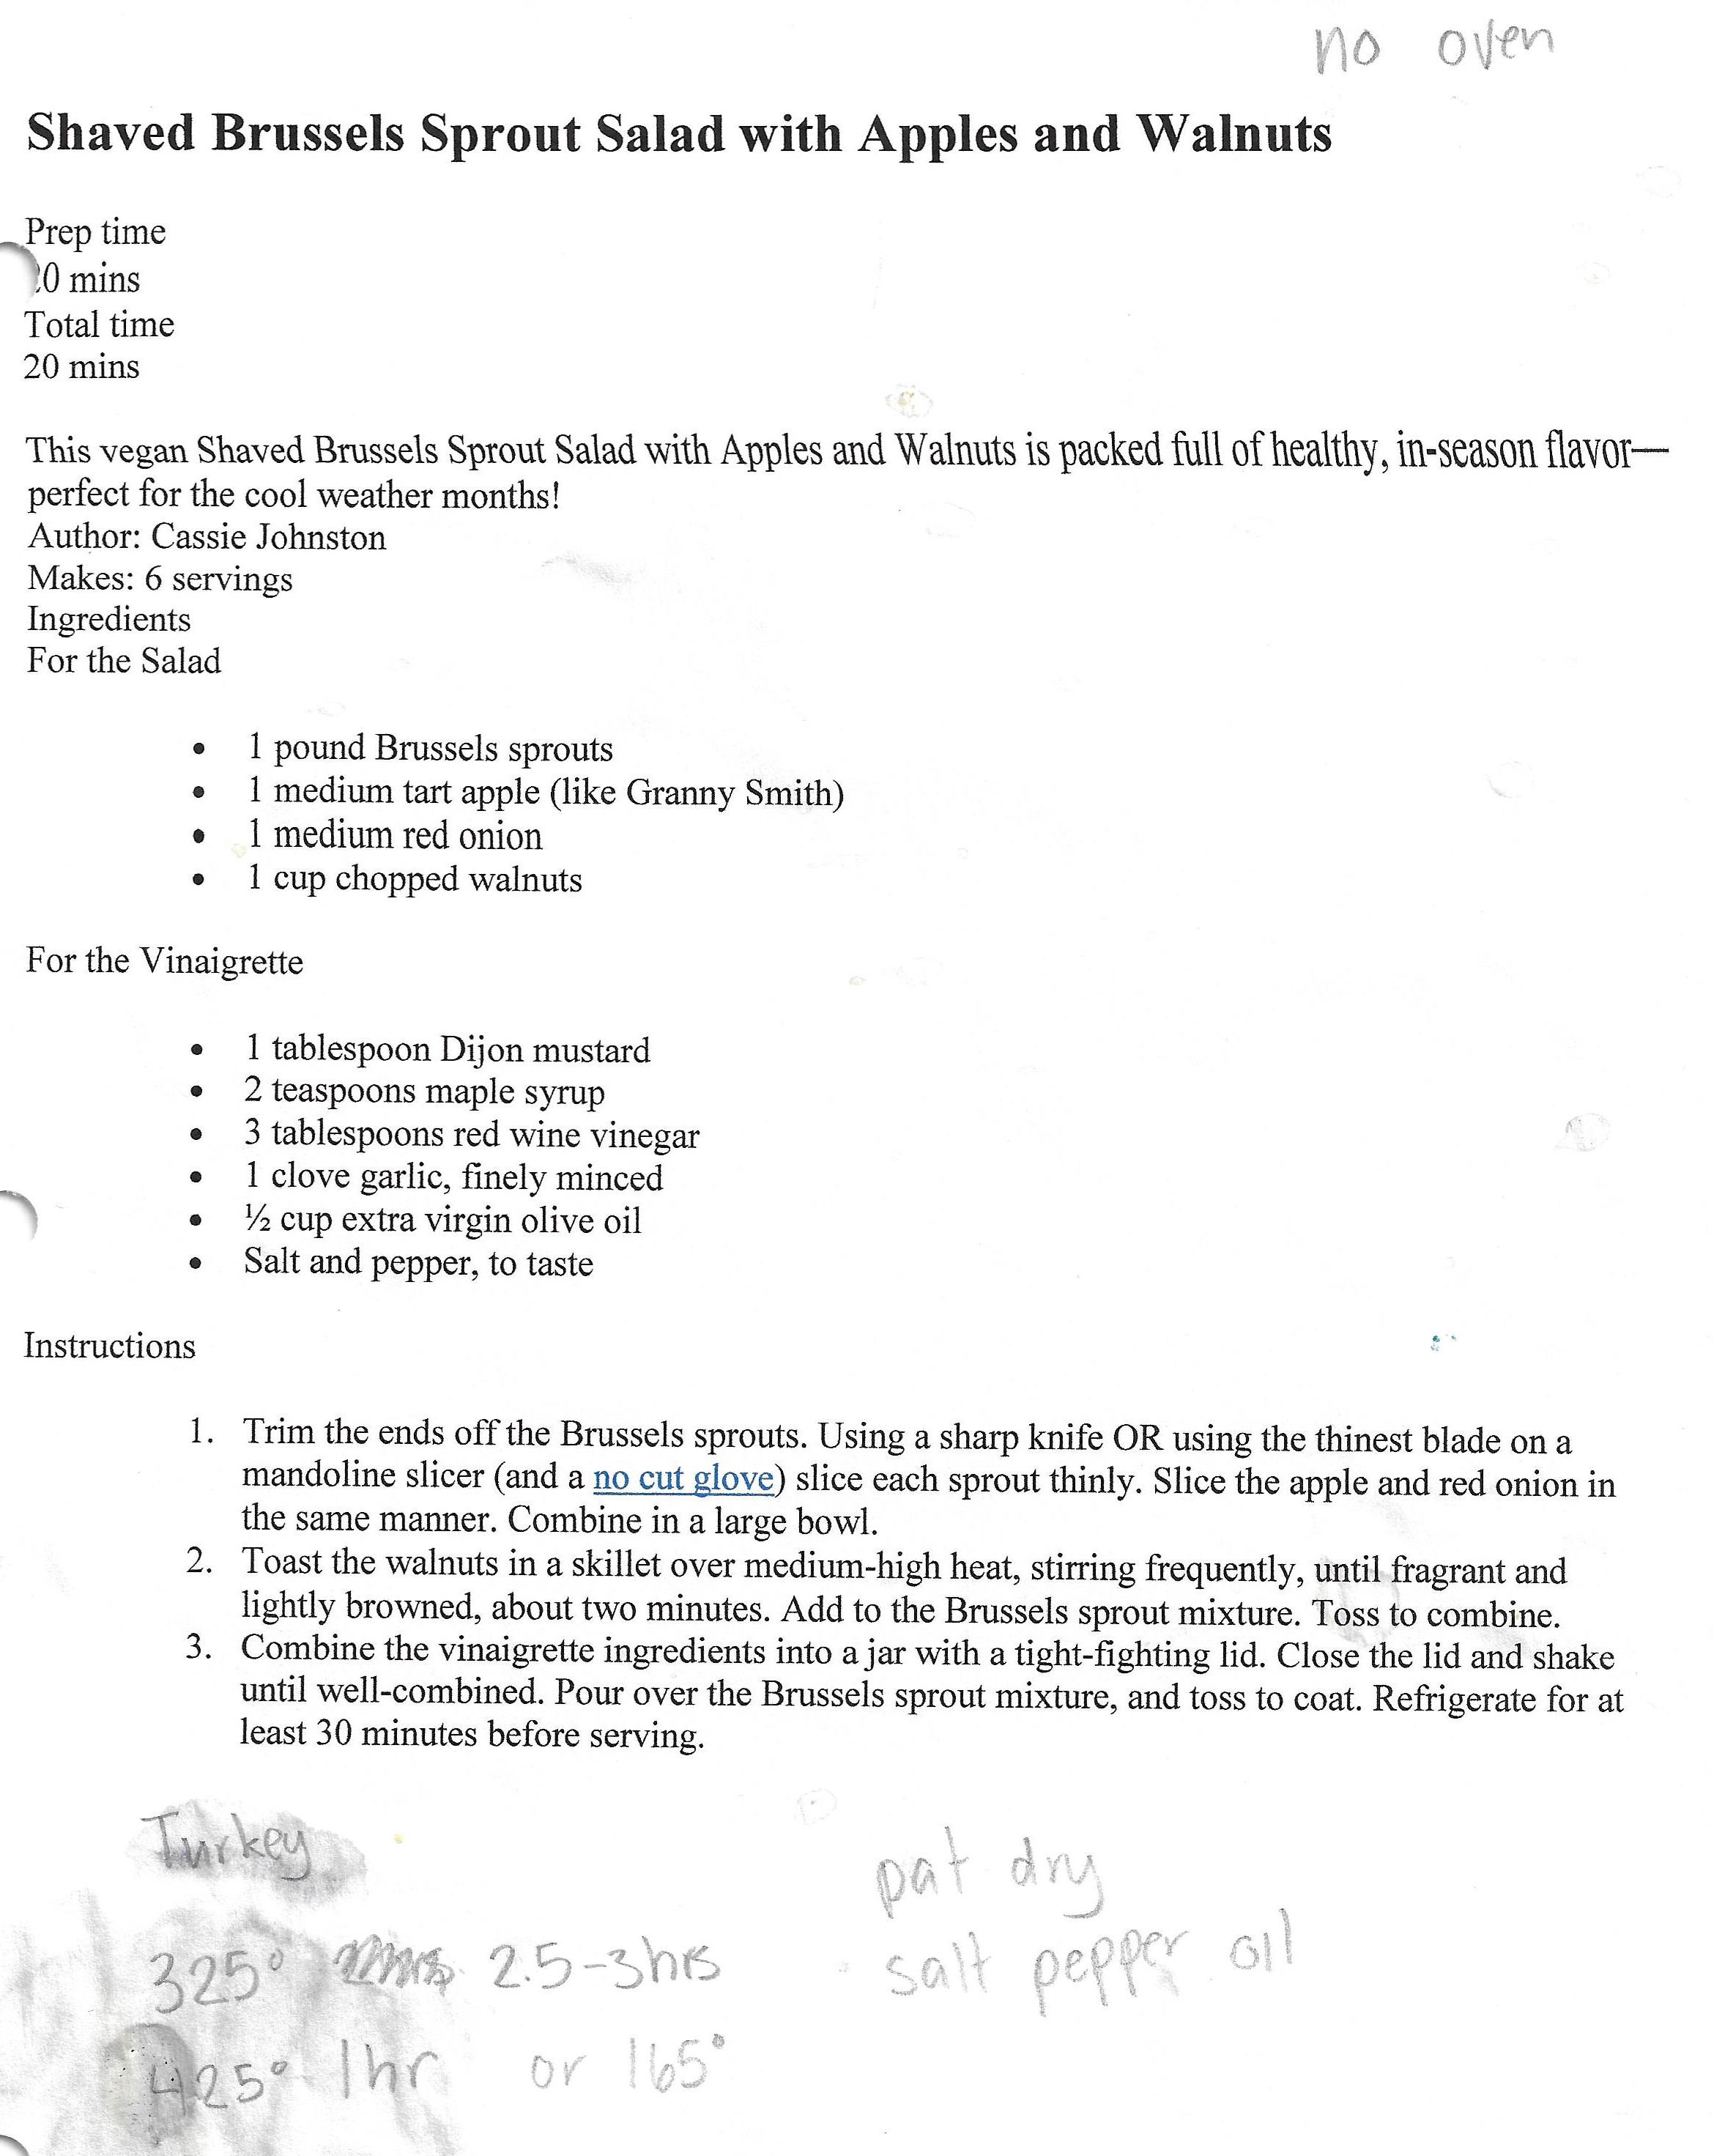 no oven
Shaved Brussels Sprout Salad with Apples and Walnuts
Prep time
0 mins
Total time
20 mins
This vegan Shaved Brussels Sprout Salad with Apples and Walnuts is packed full of healthy, in-season flavor—
perfect for the cool weather months!
Author: Cassie Johnston
Makes: 6 servings
Ingredients
For the Salad
• 1 pound Brussels sprouts
• 1 medium tart apple (like Granny Smith)
• 1 medium red onion
• 1 cup chopped walnuts
For the Vinaigrette
• 1 tablespoon Dijon mustard
• 2 teaspoons maple syrup
• 3 tablespoons red wine vinegar
• 1 clove garlic, finely minced
• ½ cup extra virgin olive oil
• Salt and pepper, to taste
Instructions
1. Trim the ends off the Brussels sprouts. Using a sharp knife OR using the thinest blade on a
mandoline slicer (and a no cut glove) slice each sprout thinly. Slice the apple and red onion in
the same manner. Combine in a large bowl.
2. Toast the walnuts in a skillet over medium-high heat, stirring frequently, until fragrant and
lightly browned, about two minutes. Add to the Brussels sprout mixture. Toss to combine.
3. Combine the vinaigrette ingredients into a jar with a tight-fighting lid. Close the lid and shake
until well-combined. Pour over the Brussels sprout mixture, and toss to coat. Refrigerate for at
least 30 minutes before serving.
Turkey
325° 2.5-3hrs
425° 1hr or 165°
pat dry
salt pepper oil